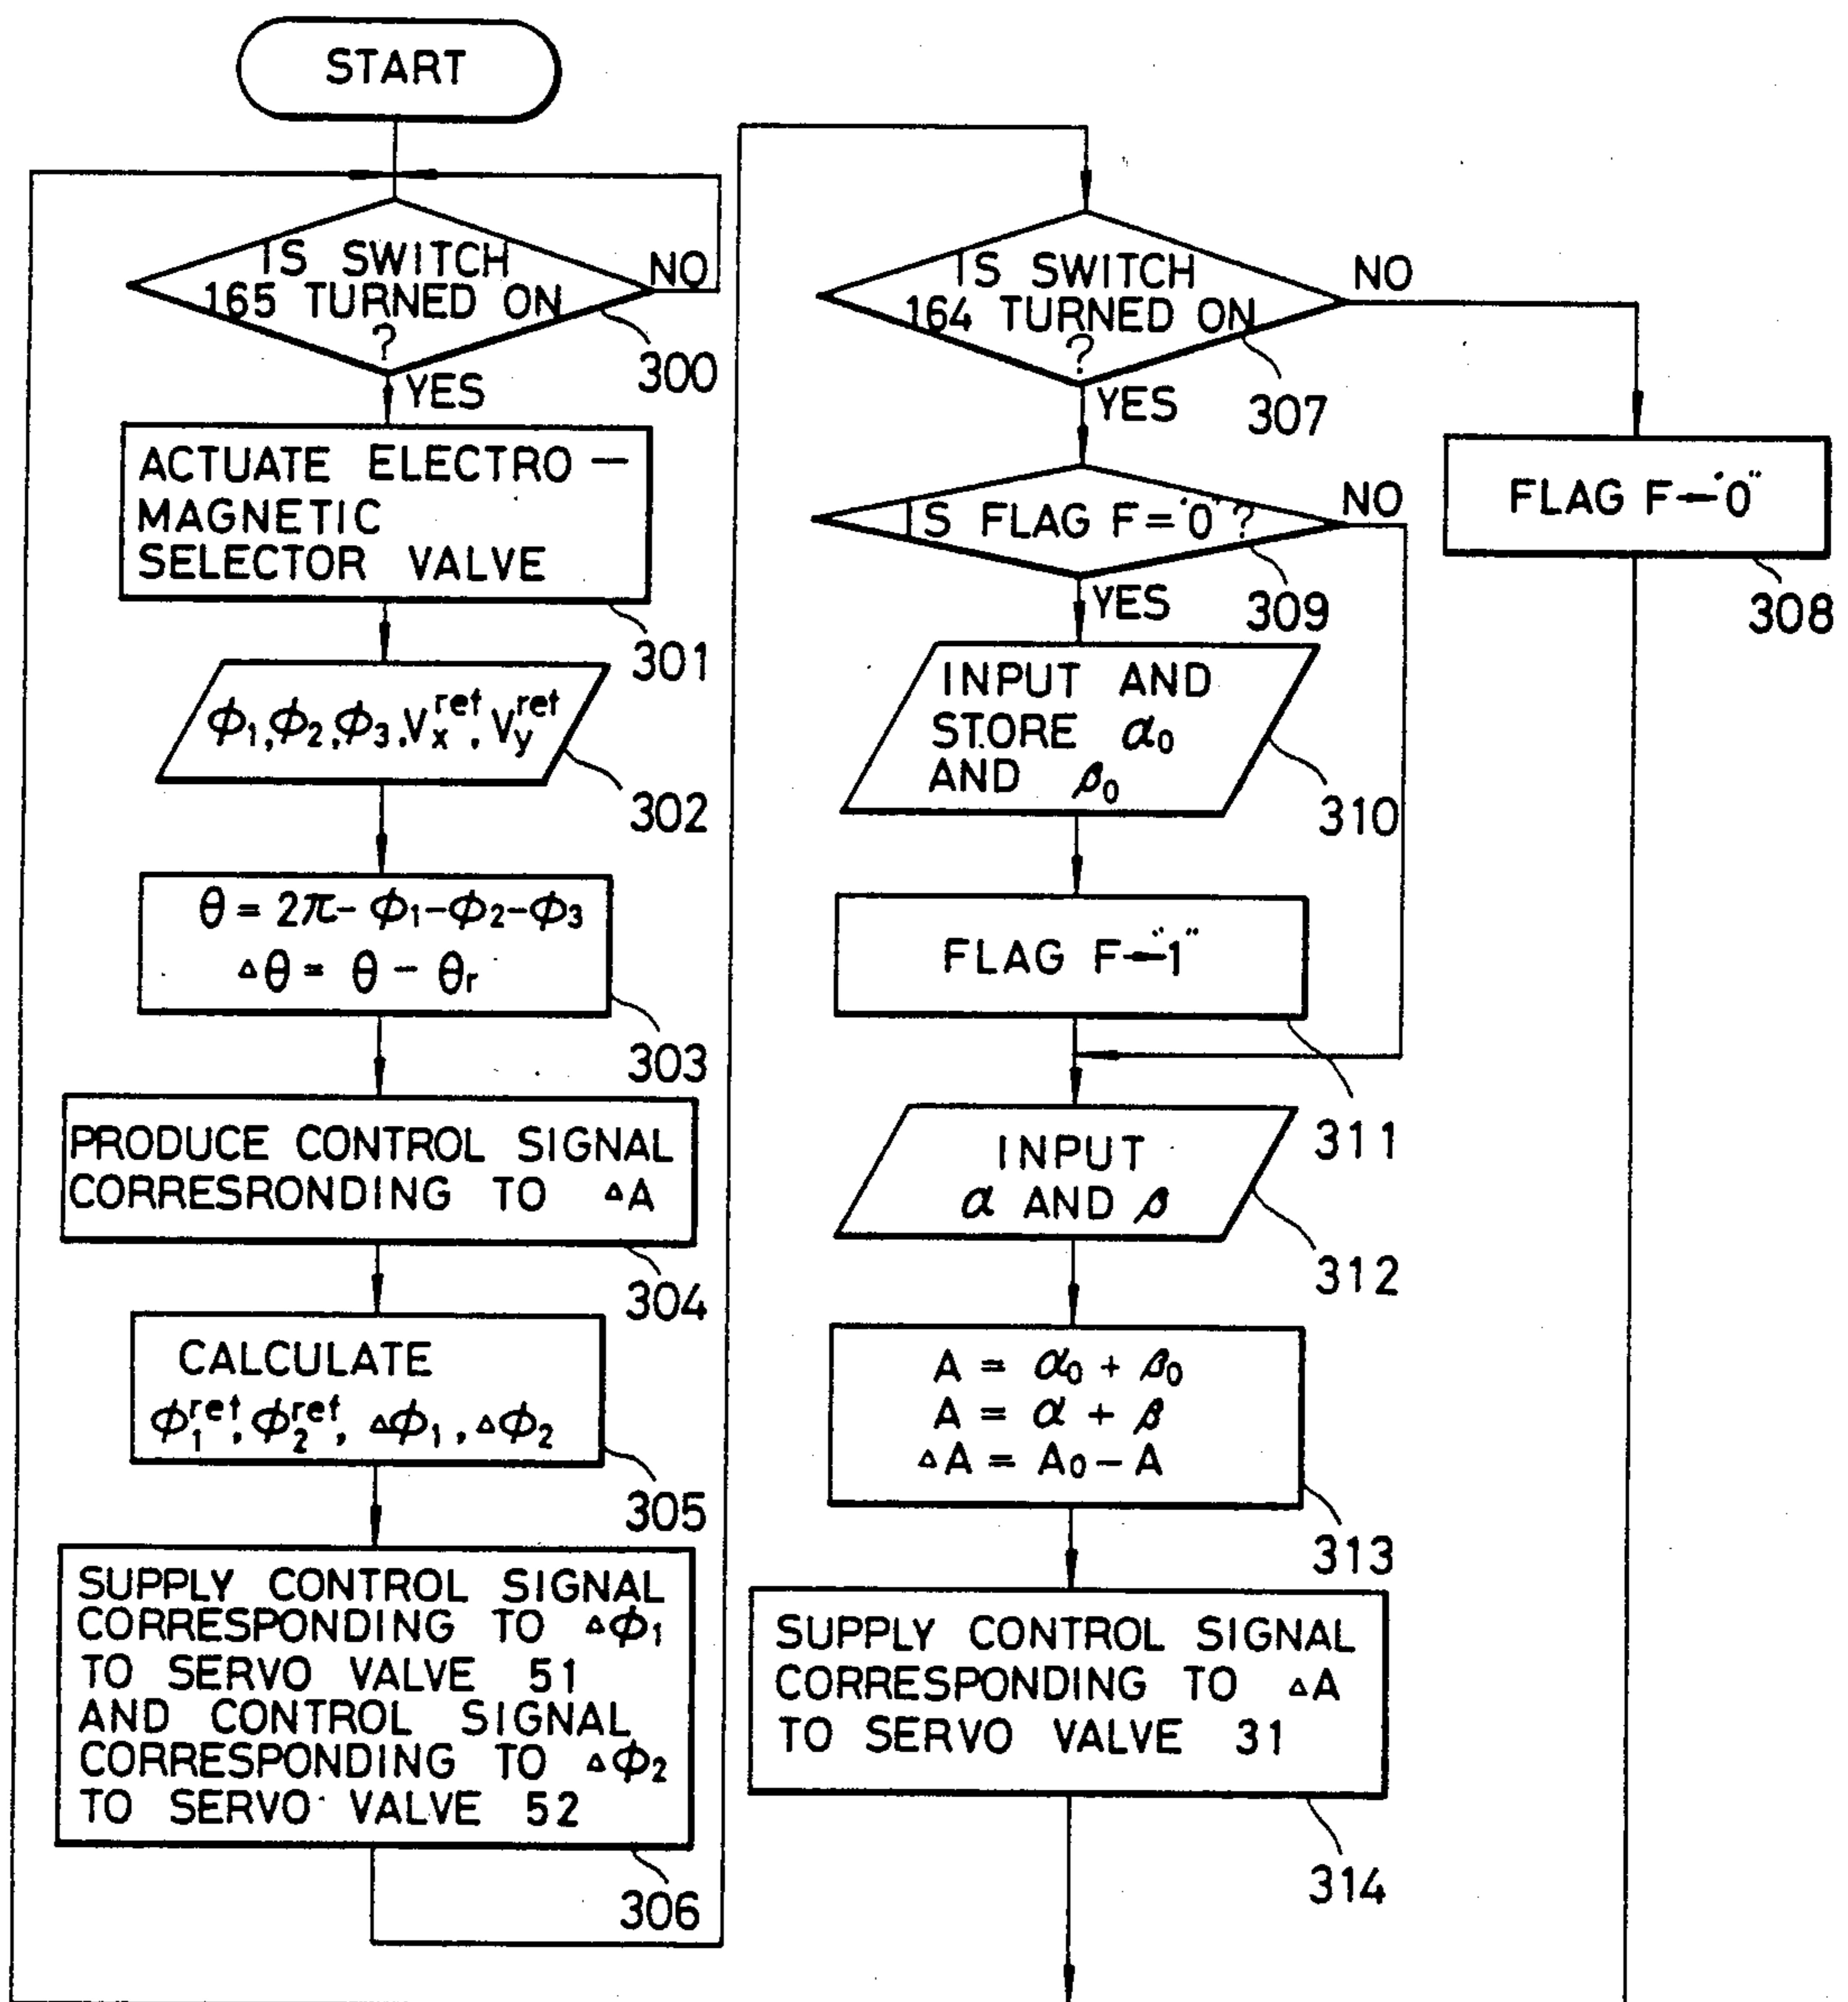 START
IS SWITCH
165 TURNED ON
?
NO
300
YES
ACTUATE ELECTRO-
MAGNETIC
SELECTOR VALVE
301
ϕ₁, ϕ₂, ϕ₃, Vₓʳᵉᶠ, V_yʳᵉᶠ
302
θ = 2π - ϕ₁ - ϕ₂ - ϕ₃
Δθ = θ - θr
303
PRODUCE CONTROL SIGNAL
CORRESRONDING TO ΔA
304
CALCULATE
ϕ₁ʳᵉᶠ, ϕ₂ʳᵉᶠ, Δϕ₁, Δϕ₂
305
SUPPLY CONTROL SIGNAL
CORRESPONDING TO Δϕ₁
TO SERVO VALVE 51
AND CONTROL SIGNAL
CORRESPONDING TO Δϕ₂
TO SERVO VALVE 52
306
IS SWITCH
164 TURNED ON
?
NO
307
YES
FLAG F←"0"
308
IS FLAG F="0"?
NO
309
YES
INPUT AND
STORE α₀
AND β₀
310
FLAG F←"1"
311
INPUT
α AND β
312
A = α₀ + β₀
A = α + β
ΔA = A₀ - A
313
SUPPLY CONTROL SIGNAL
CORRESPONDING TO ΔA
TO SERVO VALVE 31
314